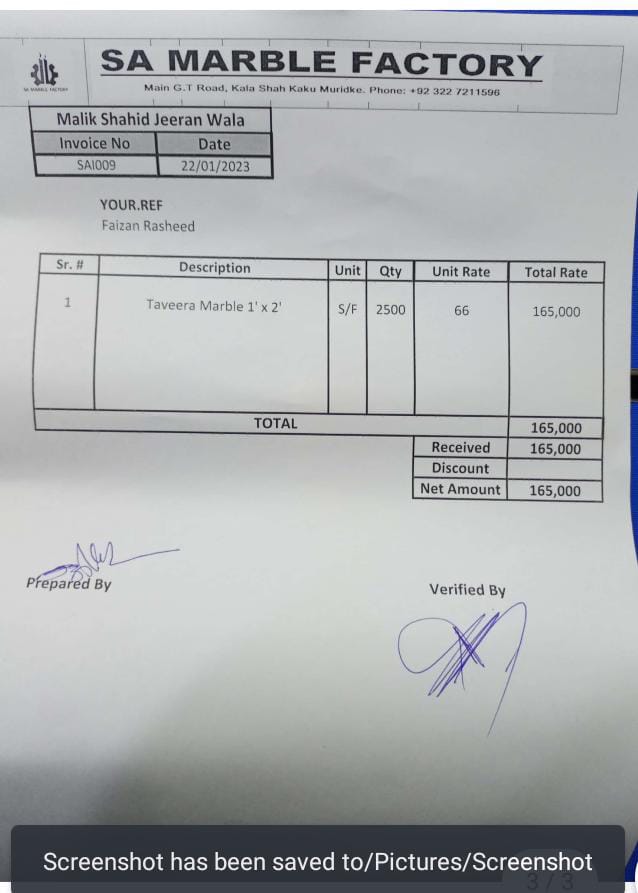 SA MARBLE FACTORY
SA MARBLE FACTORY
Main G.T Road, Kala Shah Kaku Muridke. Phone: +92 322 7211596
Malik Shahid Jeeran Wala
Invoice No Date
SAI009 22/01/2023
YOUR.REF
Faizan Rasheed
Sr. # Description Unit Qty Unit Rate Total Rate
1 Taveera Marble 1' x 2' S/F 2500 66 165,000
TOTAL 165,000
Received 165,000
Discount
Net Amount 165,000
Prepared By
Verified By
Screenshot has been saved to/Pictures/Screenshot
3 / 3